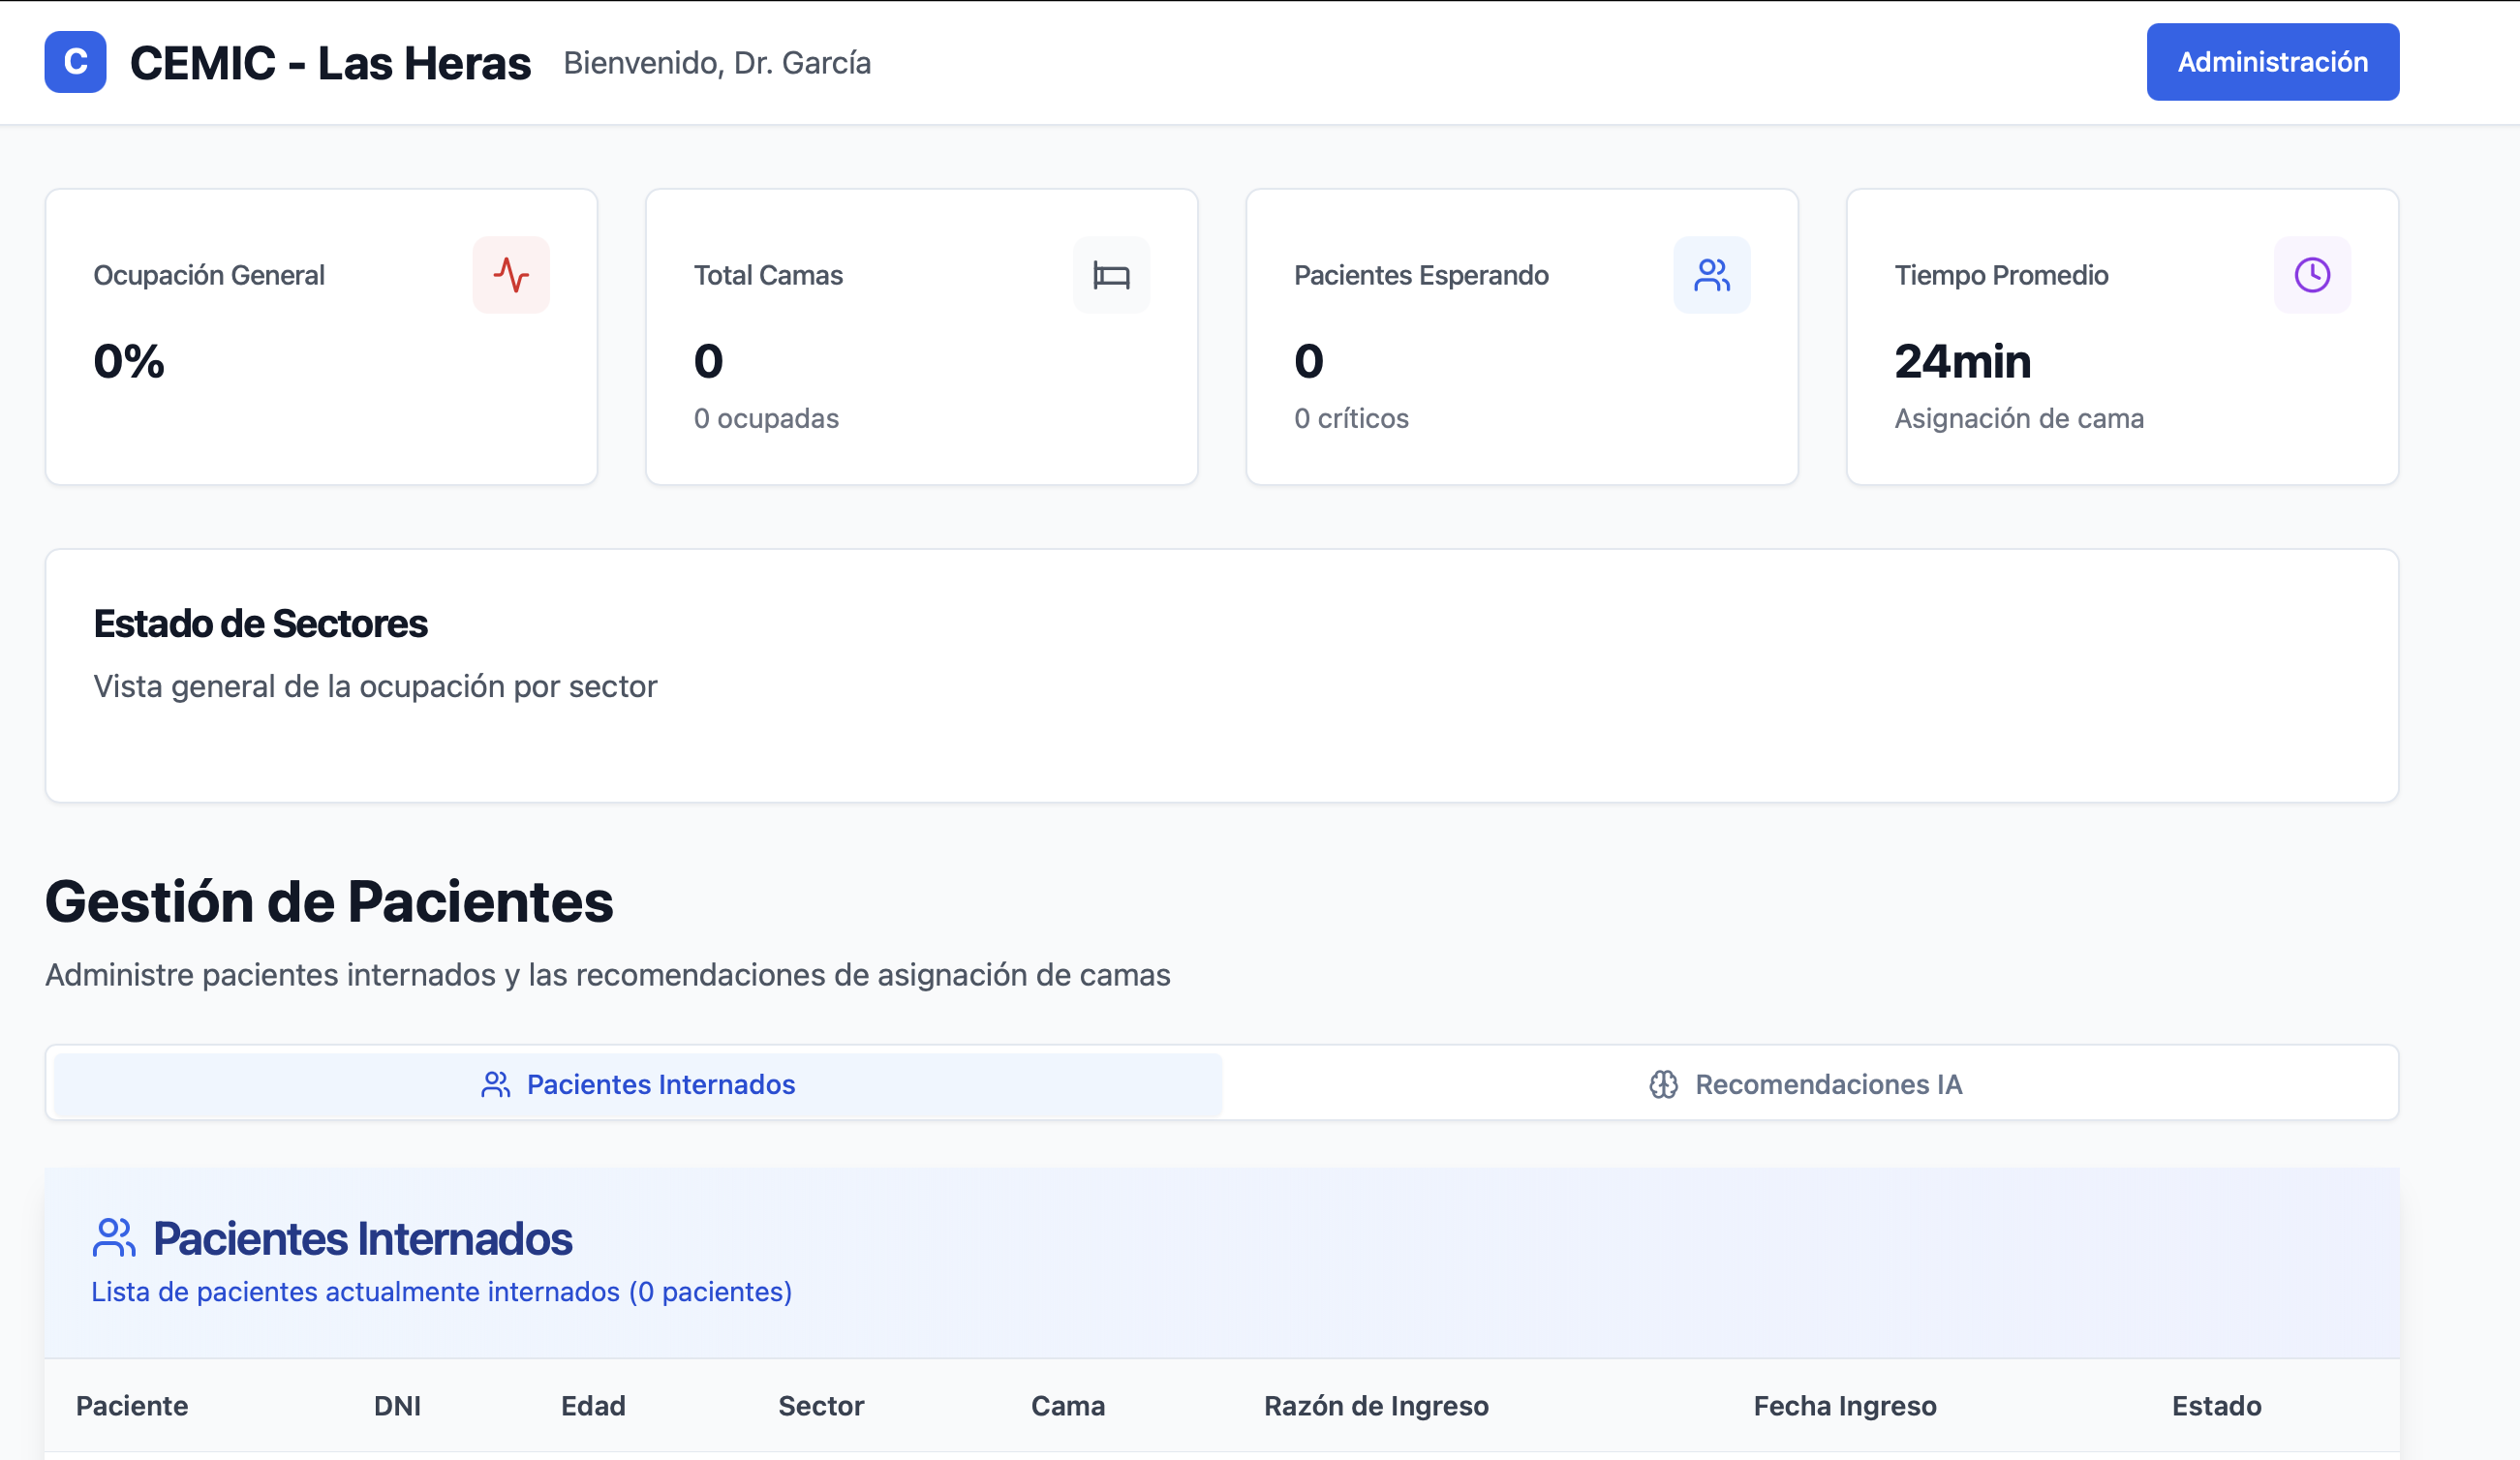 C CEMIC - Las Heras Bienvenido, Dr. García Administración
Ocupación General
0%
Total Camas
0
0 ocupadas
Pacientes Esperando
0
0 críticos
Tiempo Promedio
24min
Asignación de cama
Estado de Sectores
Vista general de la ocupación por sector
Gestión de Pacientes
Administre pacientes internados y las recomendaciones de asignación de camas
Pacientes Internados Recomendaciones IA
Pacientes Internados
Lista de pacientes actualmente internados (0 pacientes)
Paciente DNI Edad Sector Cama Razón de Ingreso Fecha Ingreso Estado